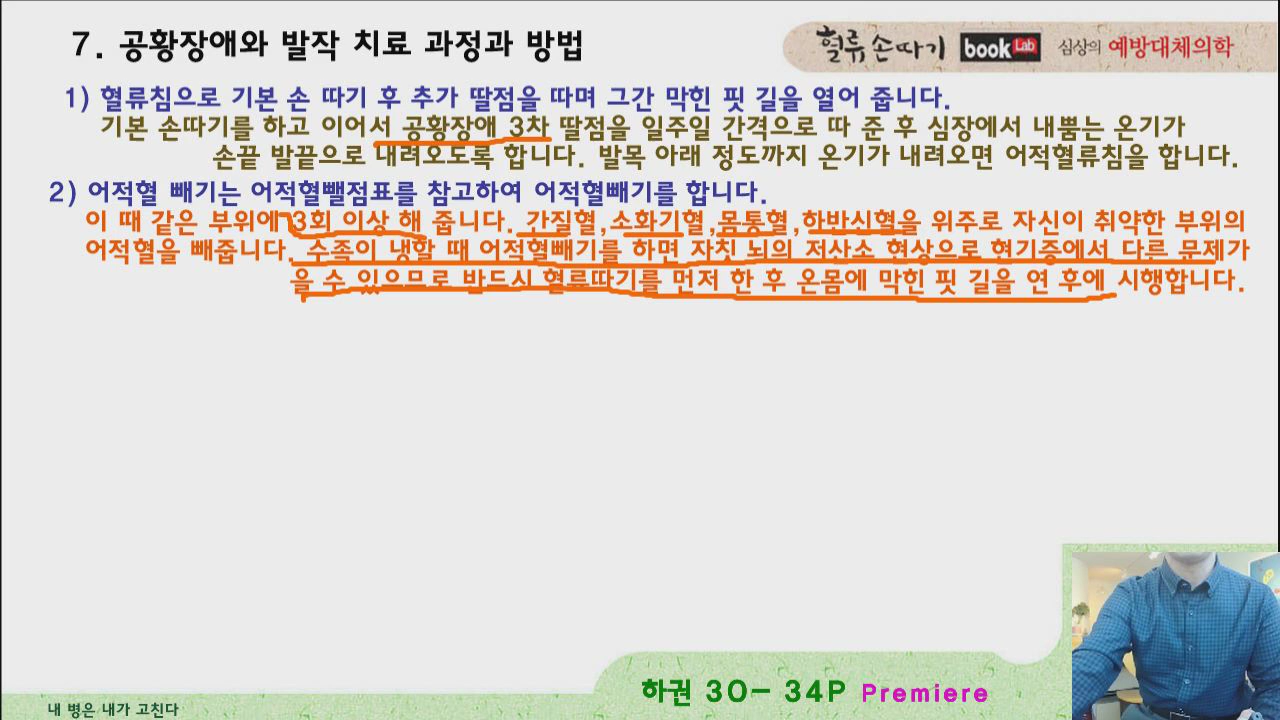 7. 공황장애와 발작 치료 과정과 방법
혈류 손따기 book Lab 심상의 예방대체의학
1) 혈류침으로 기본 손 따기 후 추가 딸점을 따며 그간 막힌 핏 길을 열어 줍니다.
기본 손따기를 하고 이어서 공황장애 3차 딸점을 일주일 간격으로 따 준 후 심장에서 내뿜는 온기가
손끝 발끝으로 내려오도록 합니다. 발목 아래 정도까지 온기가 내려오면 어적혈류침을 합니다.
2) 어적혈 빼기는 어적혈뺄점표를 참고하여 어적혈빼기를 합니다.
이 때 같은 부위에 3회 이상 해 줍니다. 간질혈,소화기혈,몸통혈,하반신혈을 위주로 자신이 취약한 부위의
어적혈을 빼줍니다. 수족이 냉할 때 어적혈빼기를 하면 자칫 뇌의 저산소 현상으로 현기증에서 다른 문제가
을 수 있으므로 반드시 혈류따기를 먼저 한 후 온몸에 막힌 핏 길을 연 후에 시행합니다.
하권 30- 34P Premiere
내 병은 내가 고친다